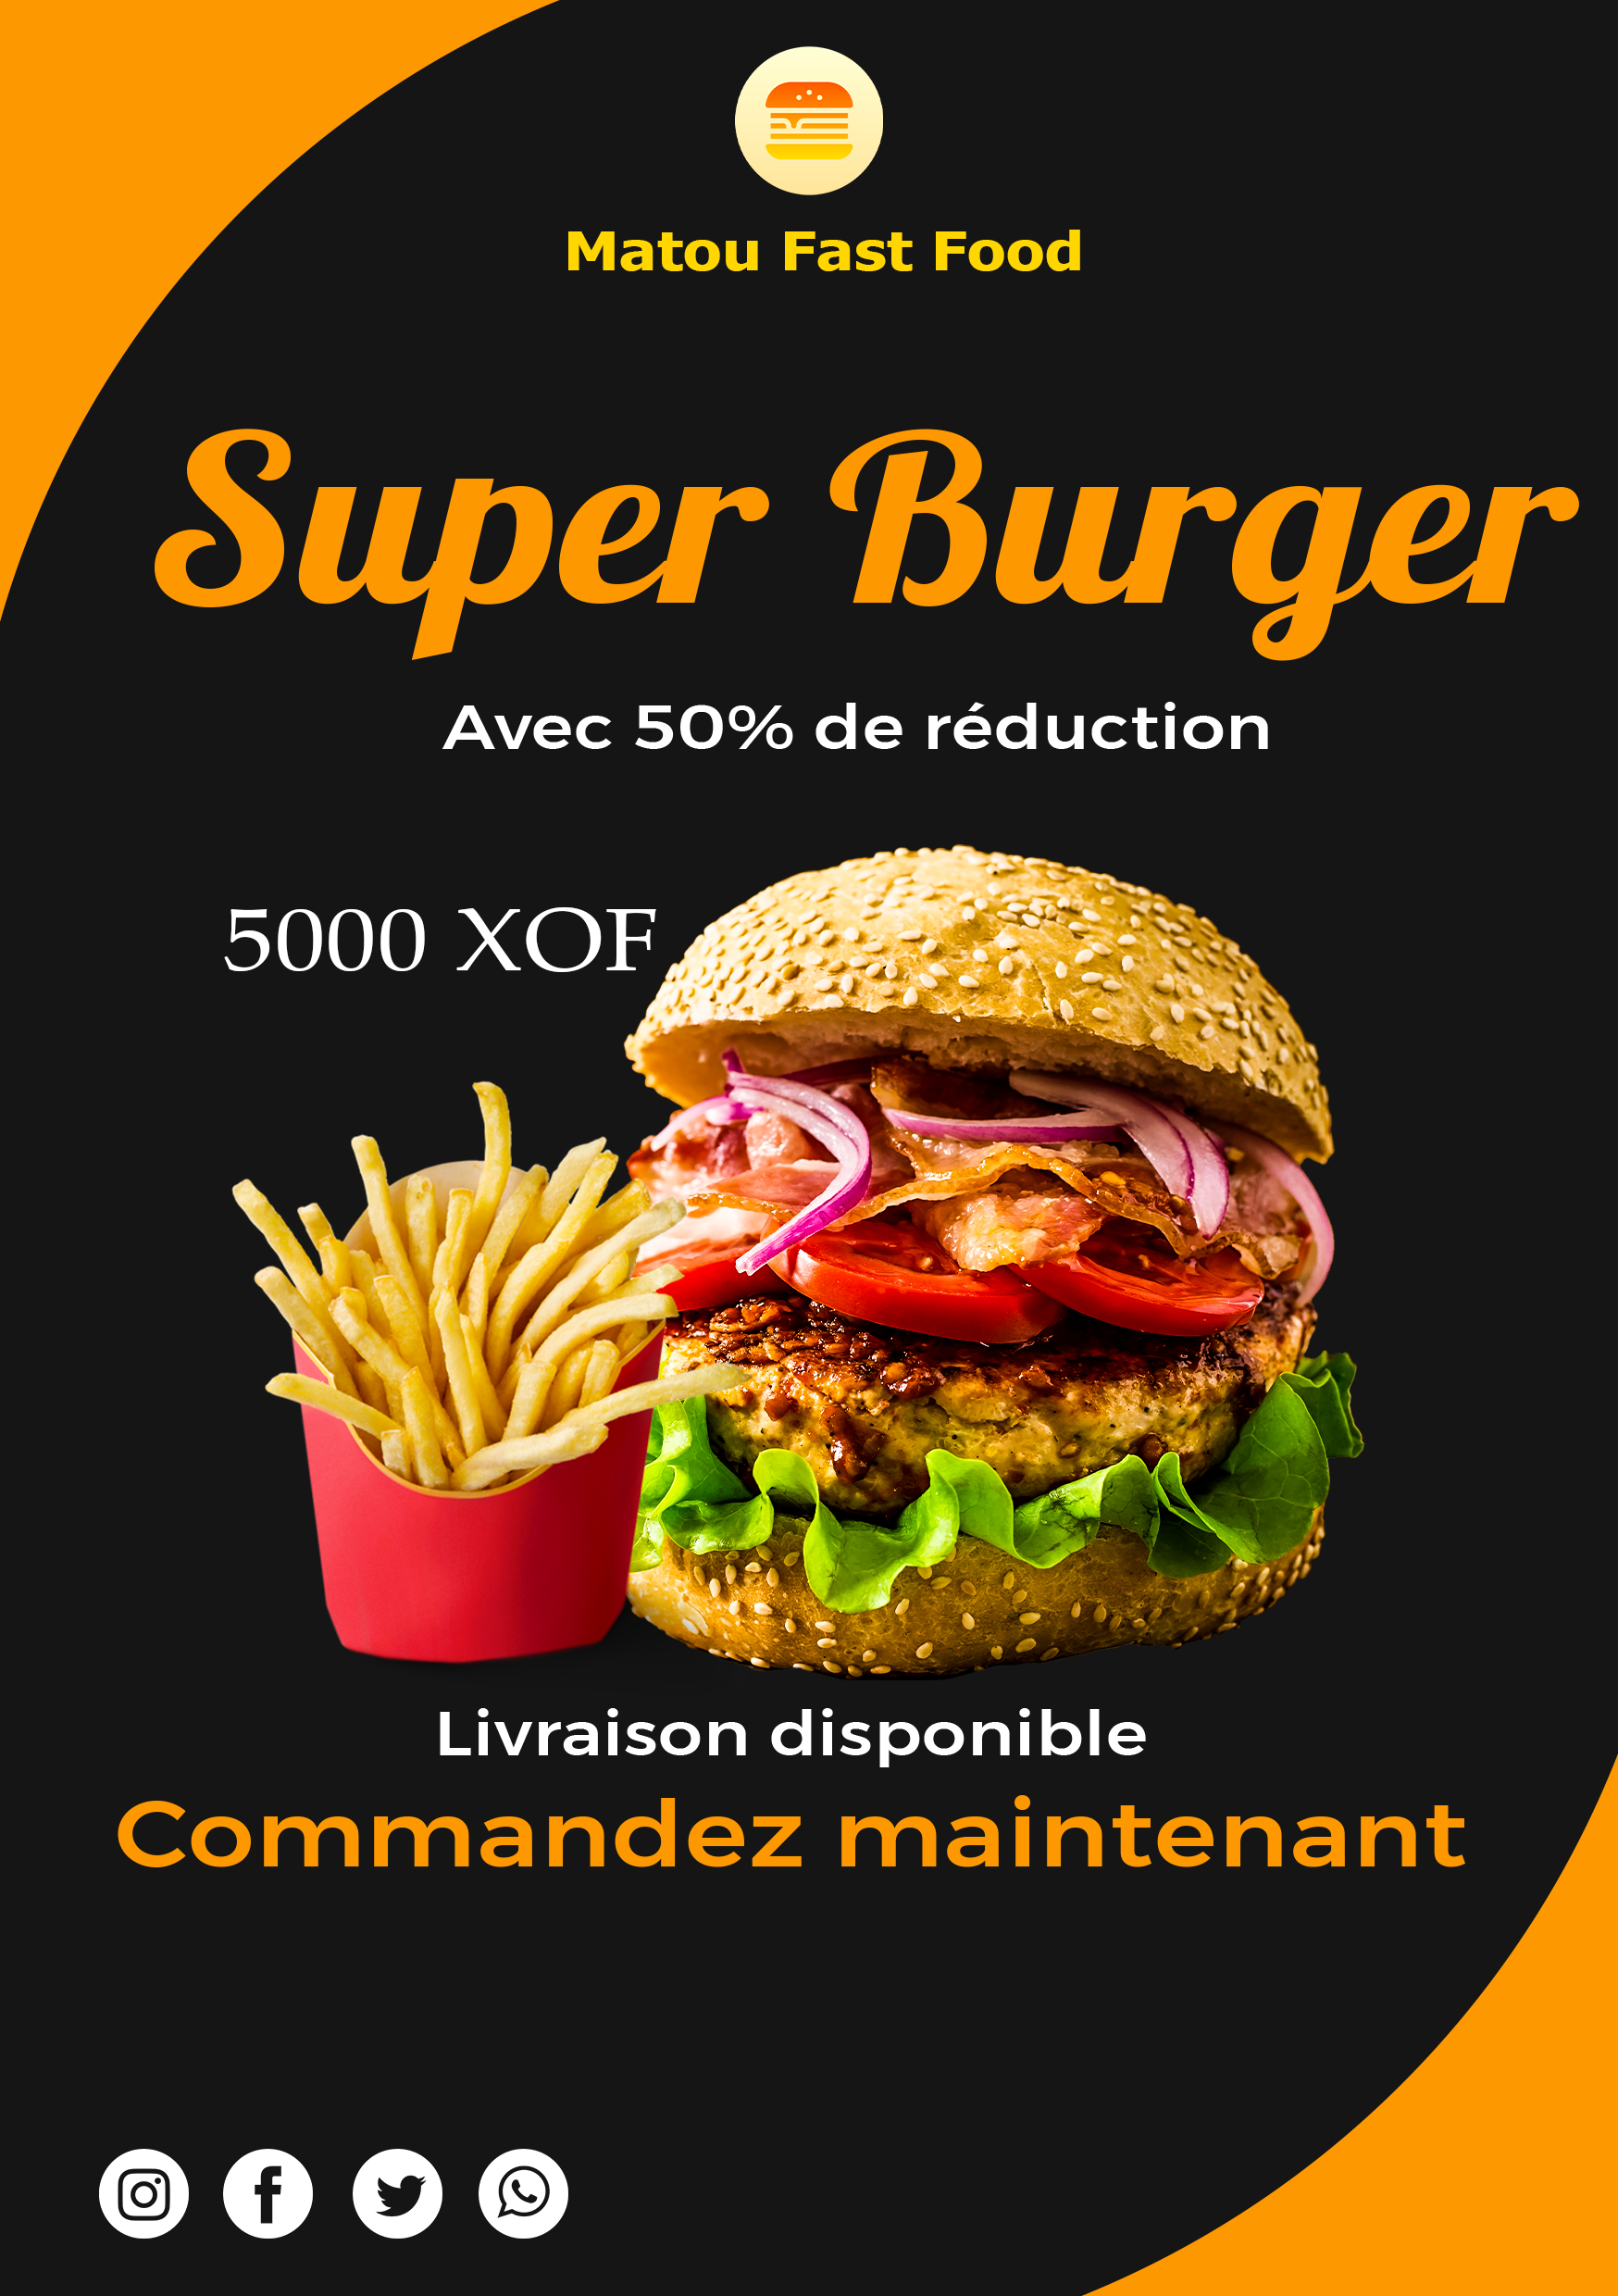 Matou Fast Food
Super Burger
Avec 50% de réduction
5000 XOF
Livraison disponible
Commandez maintenant